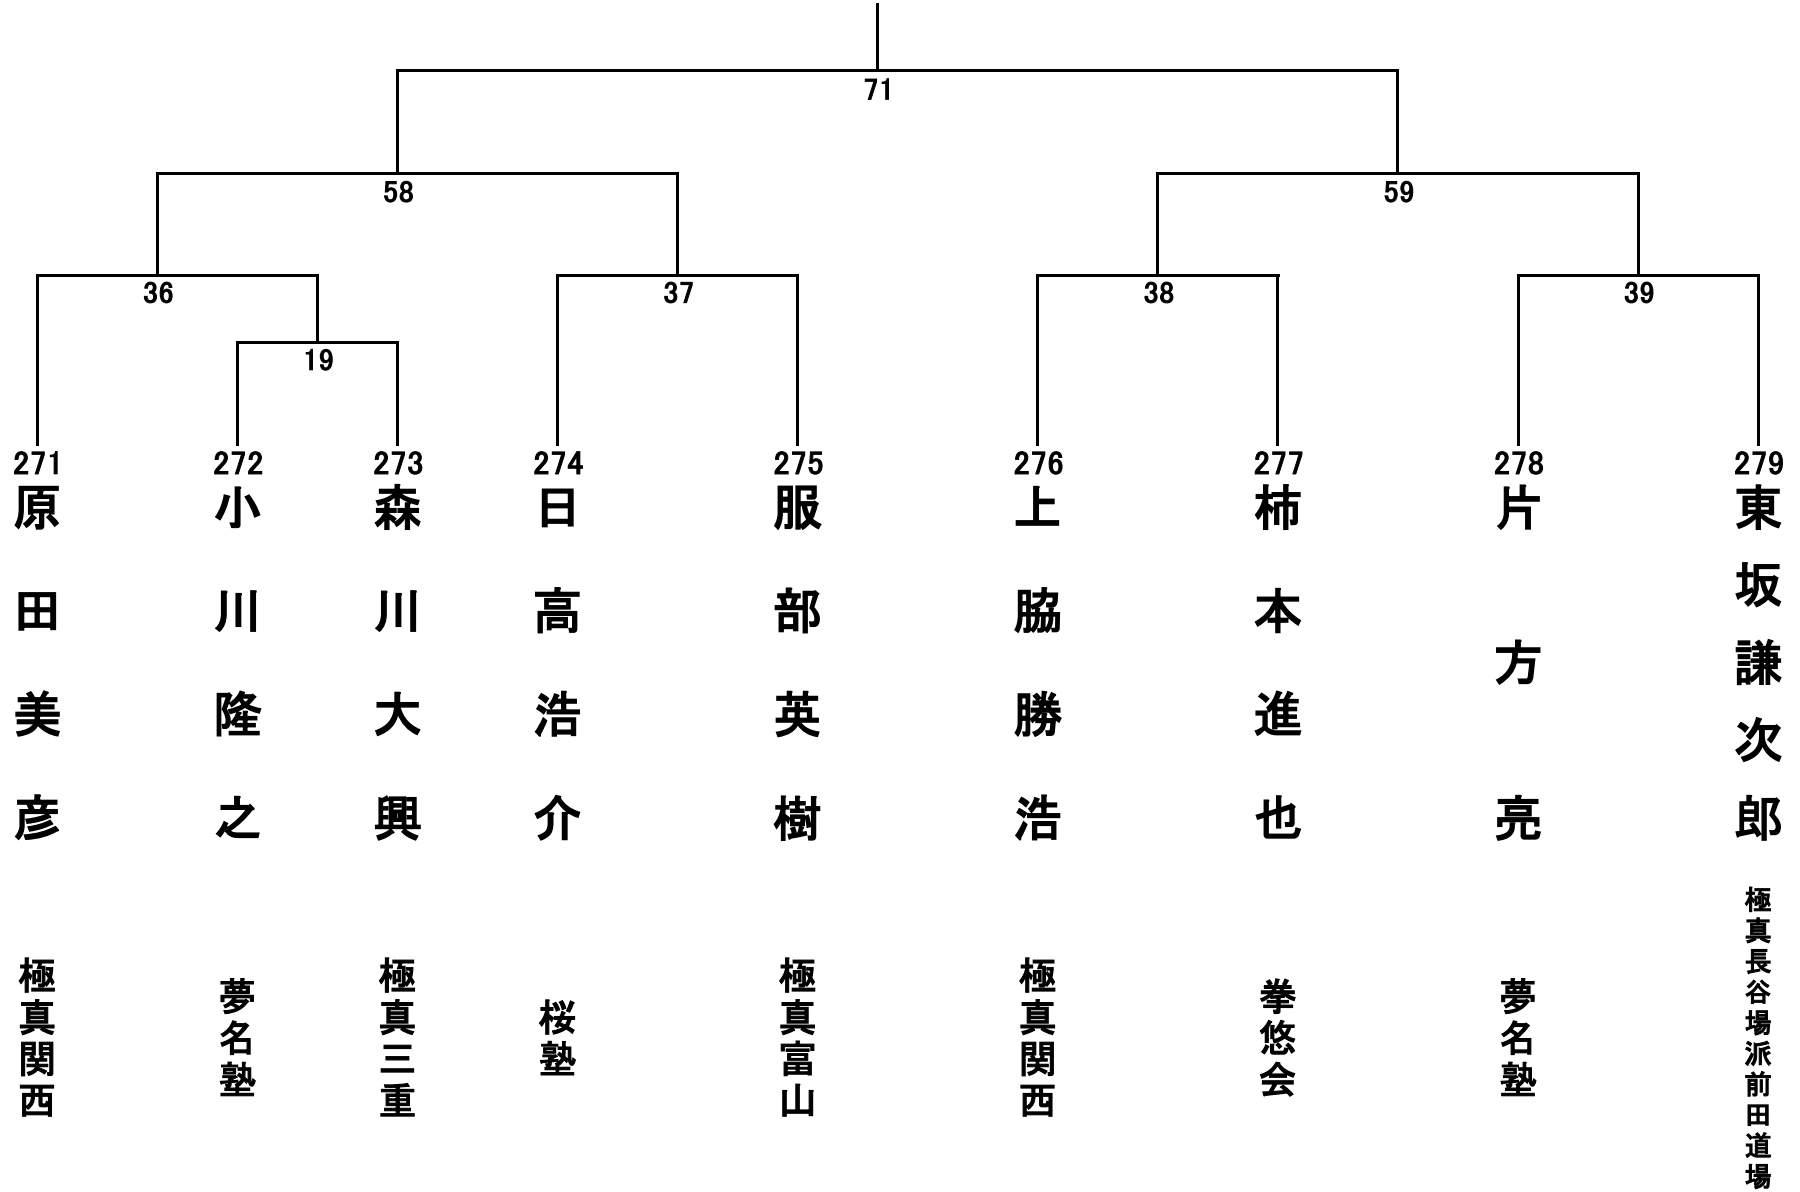 71
58
59
36
37
38
39
19
271
272
273
274
275
276
277
278
279
原田美彦
小川隆之
森川大興
日高浩介
服部英樹
上脇勝浩
柿本進也
片方亮
東坂謙次郎
極真関西
夢名塾
極真三重
桜塾
極真富山
極真関西
拳悠会
夢名塾
極真長谷場派前田道場